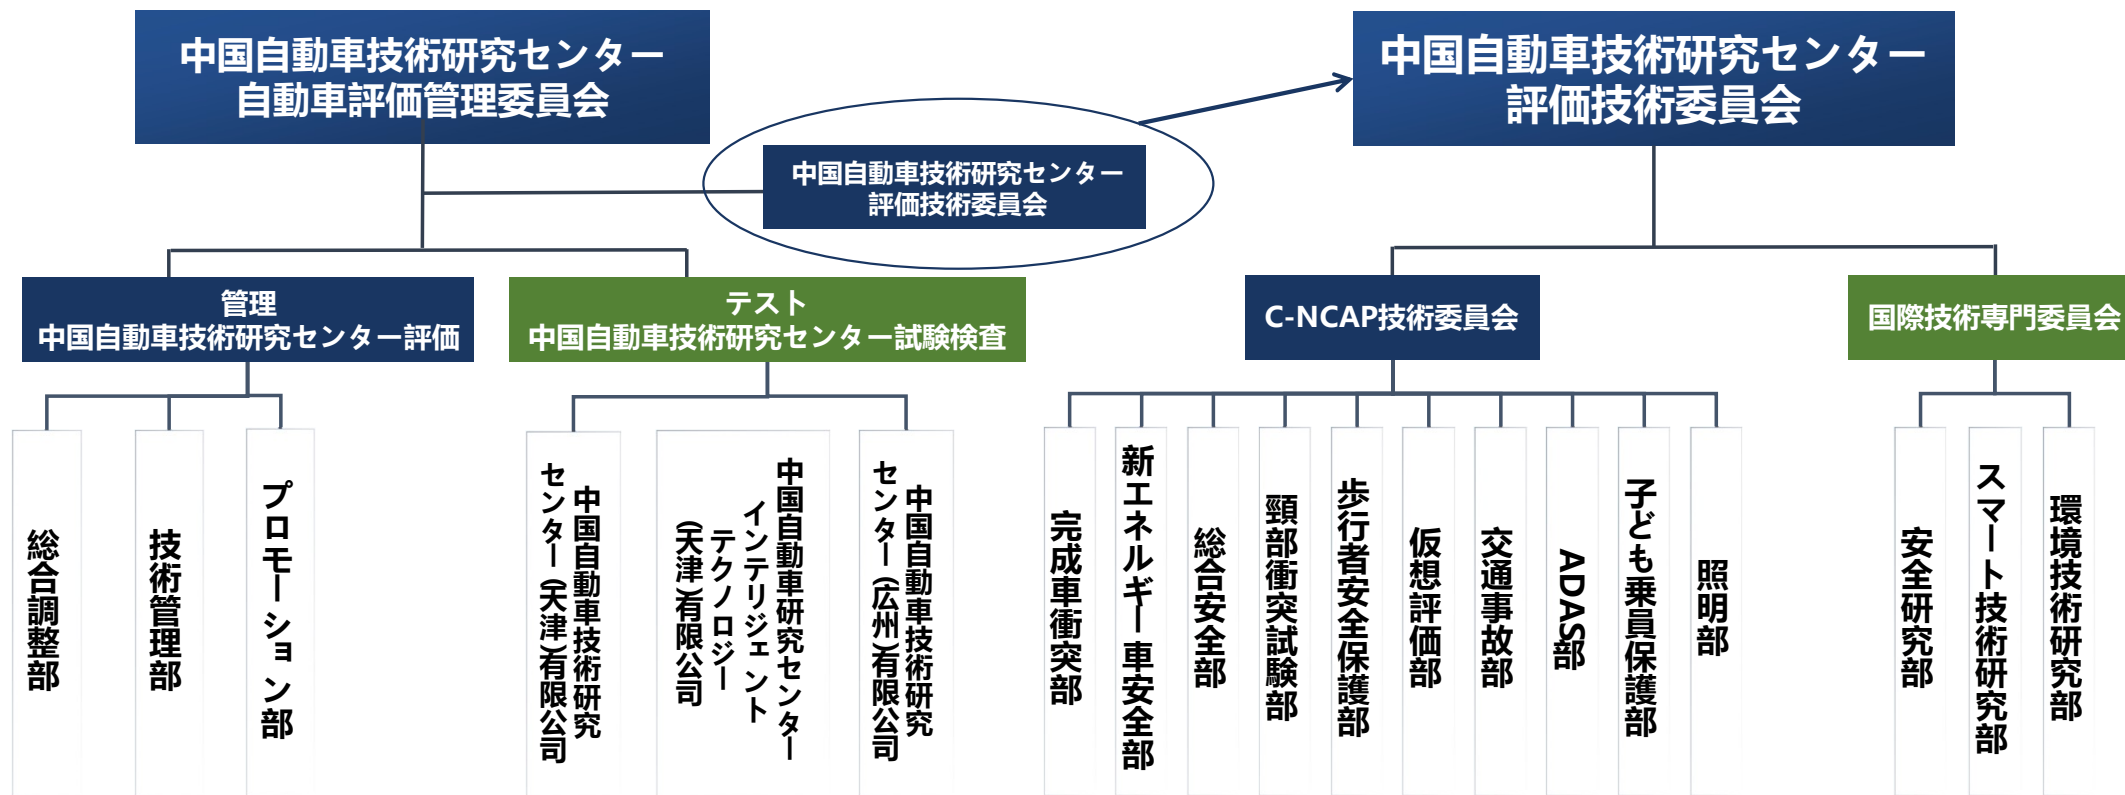 中国自動車技術研究センター
自動車評価管理委員会
中国自動車技術研究センター
評価技術委員会
中国自動車技術研究センター
評価技術委員会
管理
中国自動車技術研究センター評価
テスト
中国自動車技術研究センター試験検査
C-NCAP技術委員会
国際技術専門委員会
総合調整部
技術管理部
プロモーション部
中国自動車技術研究
センター(天津)有限公司
中国自動車研究センター
インテリジェント
テクノロジー
(天津)有限公司
中国自動車技術研究
センター(広州)有限公司
完成車衝突部
新エネルギー車安全部
総合安全部
頸部衝突試験部
歩行者安全保護部
仮想評価部
交通事故部
ADAS部
子ども乗員保護部
照明部
安全研究部
スマート技術研究部
環境技術研究部